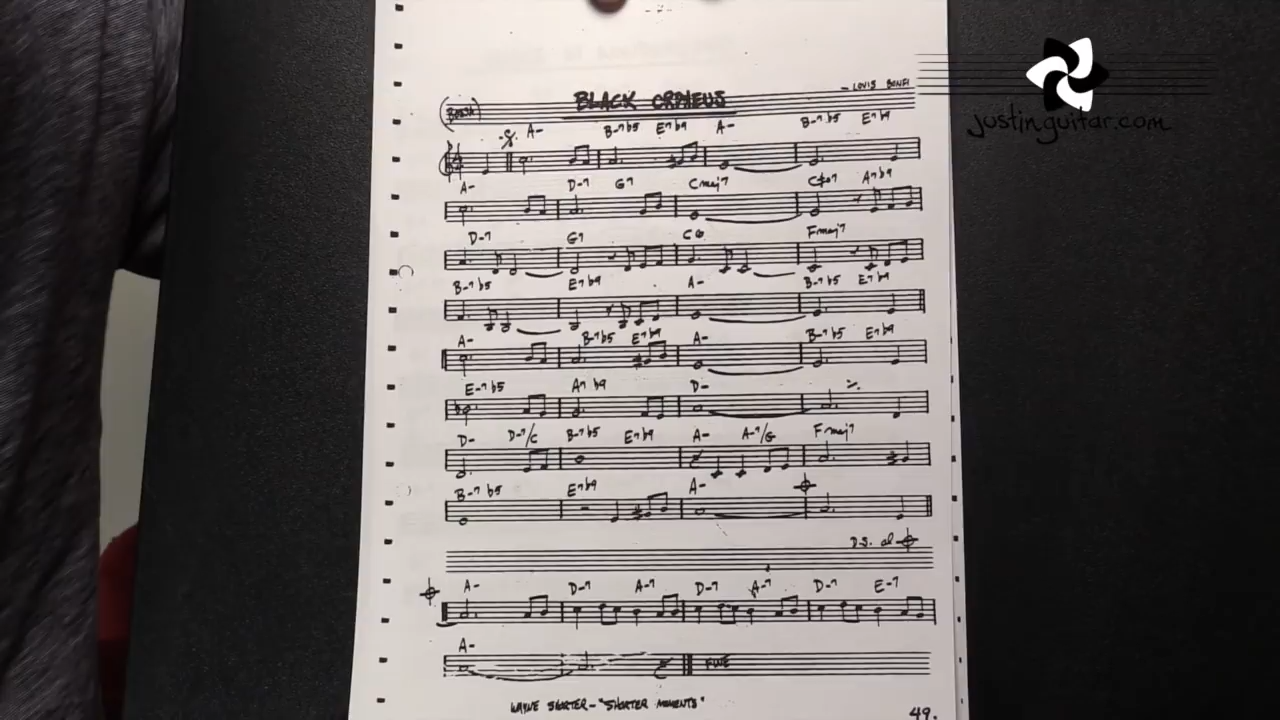 BLACK ORPHEUS
— LOUIS BONFI
(BOSSA)
justinguitar.com
A- B-7b5 E7b9 A- B-7b5 E7b9
A- D-7 G7 Cmaj7 C#o7 A7b9
D-7 G7 C6 Fmaj7
B-7b5 E7b9 A- B-7b5 E7b9
A- B-7b5 E7b9 A- B-7b5 E7b9
E-7b5 A7b9 D-
D- D-7/C B-7b5 E7b9 A- A-7/G Fmaj7
B-7b5 E7b9 A-
D.S. al
A- D-7 A-7 D-7 A-7 D-7 E-7
A-
FINE
WAYNE SHORTER - "SHORTER MOMENTS"
49.